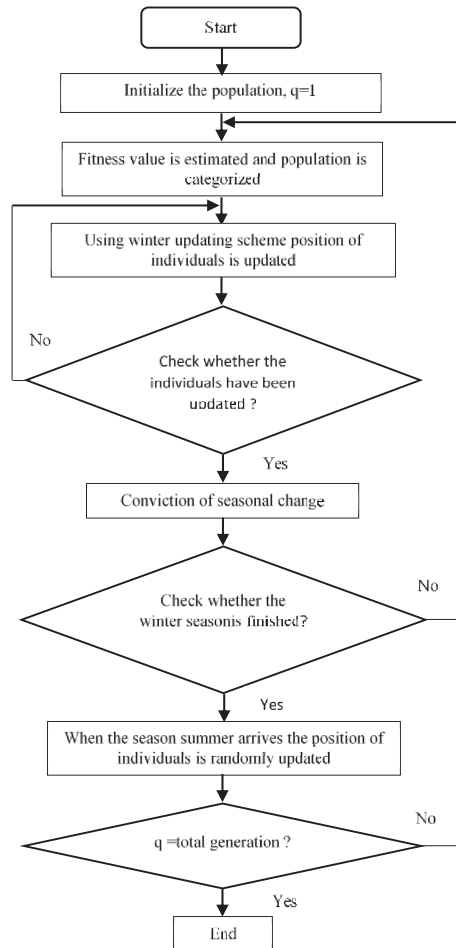 Start
Initialize the population, q=1
Fitness value is estimated and population is
categorized
Using winter updating scheme position of
individuals is updated
No
Check whether the
individuals have been
updated ?
Yes
Conviction of seasonal change
No
Check whether the
winter seasonis finished?
Yes
When the season summer arrives the position of
individuals is randomly updated
No
q =total generation ?
Yes
End